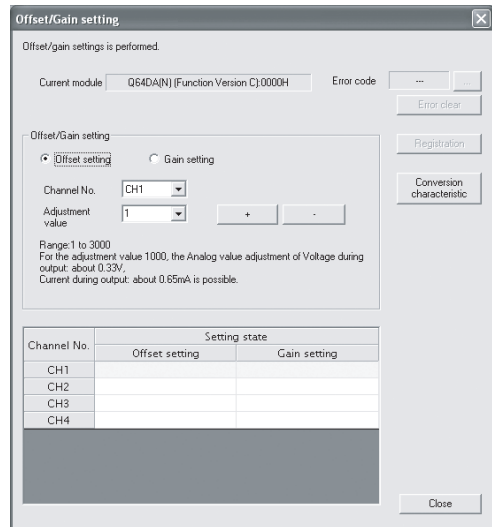 Offset/Gain setting
Offset/gain settings is performed.
Current module Q64DA(N) (Function Version C):0000H Error code --- ...
Error clear
Offset/Gain setting
Registration
Offset setting Gain setting
Conversion
characteristic
Channel No. CH1
Adjustment
value 1 + -
Range:1 to 3000
For the adjustment value 1000, the Analog value adjustment of Voltage during
output: about 0.33V,
Current during output: about 0.65mA is possible.
Channel No. Setting state
Offset setting Gain setting
CH1
CH2
CH3
CH4
Close